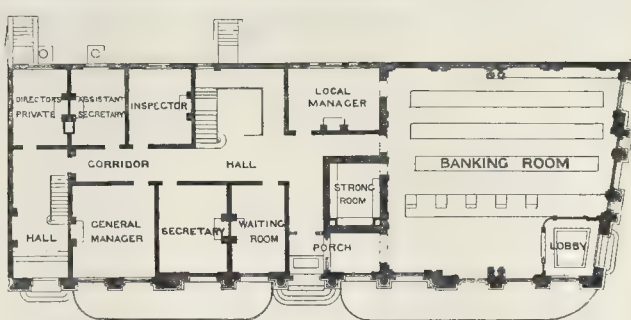 DIRECTORS
PRIVATE
ASSISTANT
SECRETARY
INSPECTOR
LOCAL
MANAGER
CORRIDOR
HALL
BANKING ROOM
STRONG
ROOM
HALL
GENERAL
MANAGER
SECRETARY
WAITING
ROOM
PORCH
LOBBY